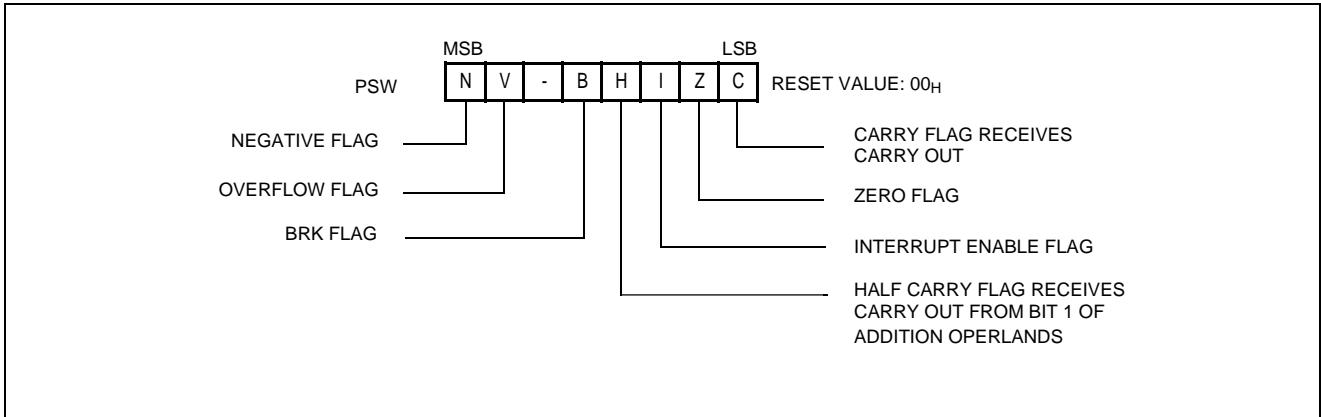 MSB LSB
PSW N V - B H I Z C RESET VALUE: 00H
NEGATIVE FLAG
OVERFLOW FLAG
BRK FLAG
CARRY FLAG RECEIVES
CARRY OUT
ZERO FLAG
INTERRUPT ENABLE FLAG
HALF CARRY FLAG RECEIVES
CARRY OUT FROM BIT 1 OF
ADDITION OPERLANDS